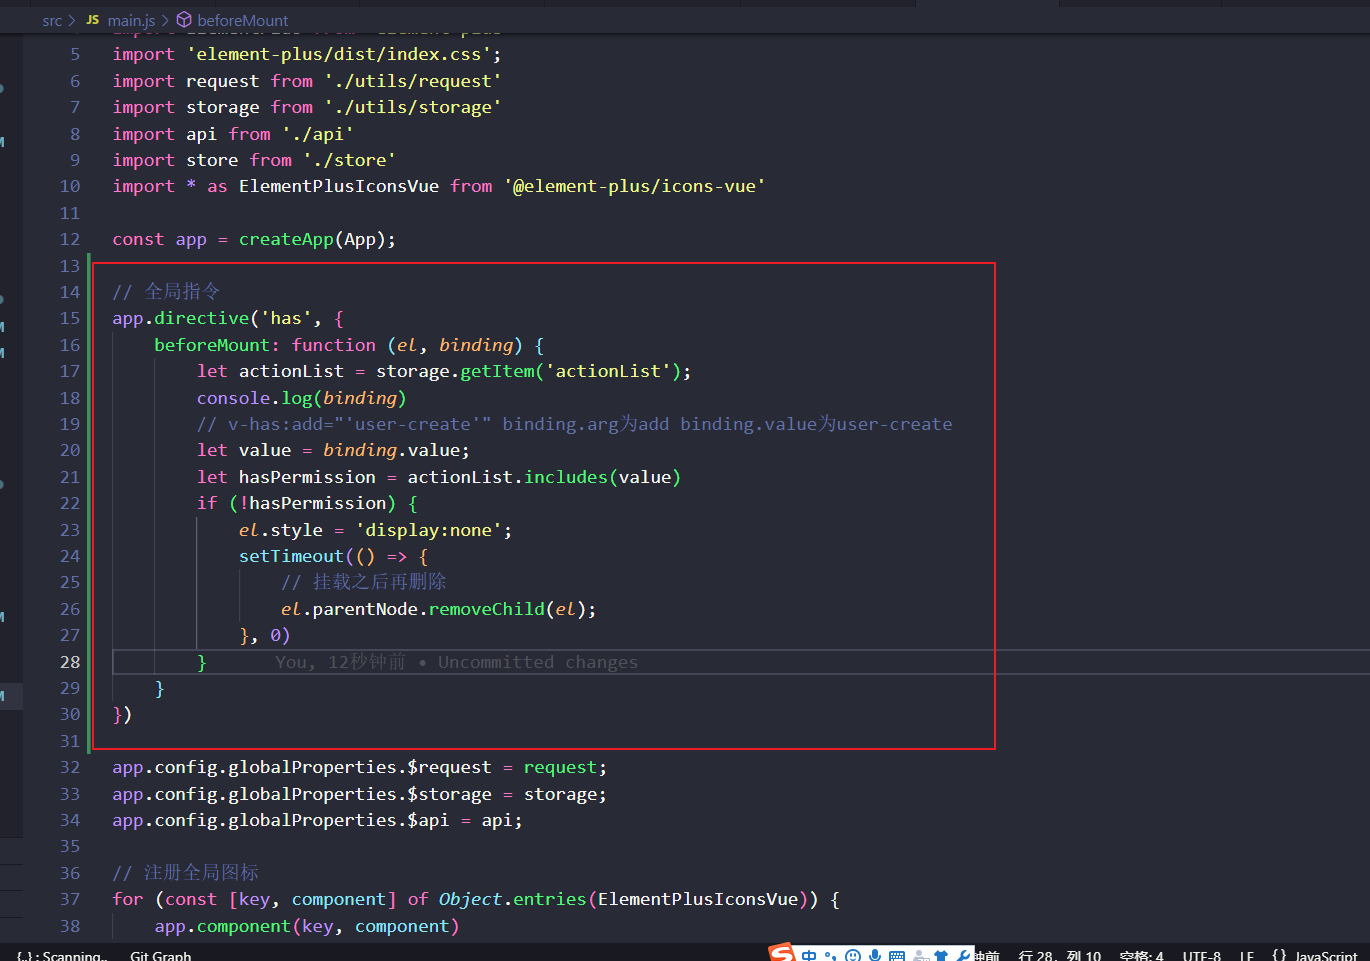 src > JS main.js > beforeMount
5 import 'element-plus/dist/index.css';
6 import request from './utils/request'
7 import storage from './utils/storage'
8 import api from './api'
9 import store from './store'
10 import * as ElementPlusIconsVue from '@element-plus/icons-vue'
11
12 const app = createApp(App);
13
14 // 全局指令
15 app.directive('has', {
16 beforeMount: function (el, binding) {
17 let actionList = storage.getItem('actionList');
18 console.log(binding)
19 // v-has:add="'user-create'" binding.arg为add binding.value为user-create
20 let value = binding.value;
21 let hasPermission = actionList.includes(value)
22 if (!hasPermission) {
23 el.style = 'display:none';
24 setTimeout(() => {
25 // 挂载之后再删除
26 el.parentNode.removeChild(el);
27 }, 0)
28 } You, 12秒钟前 • Uncommitted changes
29 }
30 })
31
32 app.config.globalProperties.$request = request;
33 app.config.globalProperties.$storage = storage;
34 app.config.globalProperties.$api = api;
35
36 // 注册全局图标
37 for (const [key, component] of Object.entries(ElementPlusIconsVue)) {
38 app.component(key, component)
{..} : Scanning.. Git Graph 中 钟前 行 28，列 10 空格: 4 UTF-8 LF {} JavaScript